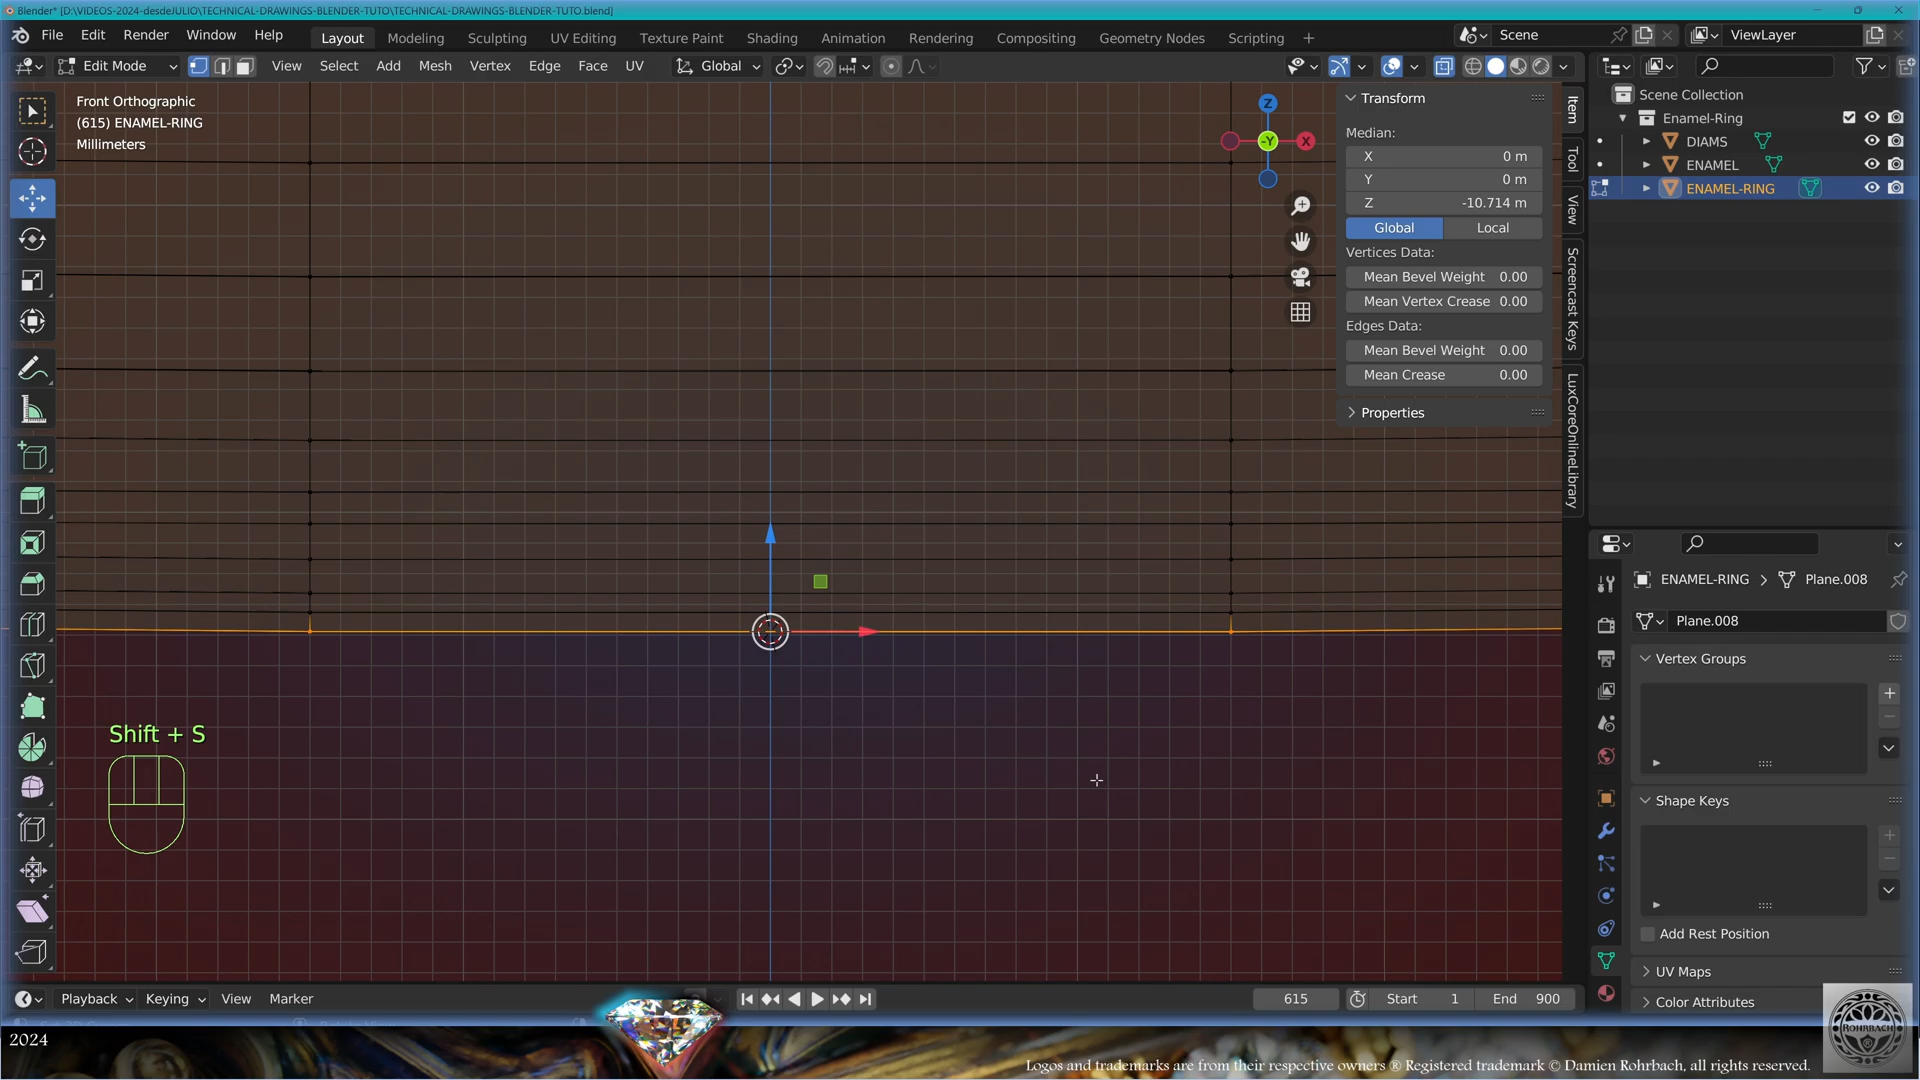 Blender* [D:\VIDEOS-2024-desdeJULIO\TECHNICAL-DRAWINGS-BLENDER-TUTO\TECHNICAL-DRAWINGS-BLENDER-TUTO.blend]
File Edit Render Window Help
Layout Modeling Sculpting UV Editing Texture Paint Shading Animation Rendering Compositing Geometry Nodes Scripting +
Scene
ViewLayer
Edit Mode
View Select Add Mesh Vertex Edge Face UV
Global
Front Orthographic
(615) ENAMEL-RING
Millimeters
Z
-Y
X
Transform
Median:
X 0 m
Y 0 m
Z -10.714 m
Global Local
Vertices Data:
Mean Bevel Weight 0.00
Mean Vertex Crease 0.00
Edges Data:
Mean Bevel Weight 0.00
Mean Crease 0.00
Properties
Item
Tool
View
Screencast Keys
LuxCoreOnlineLibrary
Scene Collection
Enamel-Ring
DIAMS
ENAMEL
ENAMEL-RING
ENAMEL-RING > Plane.008
Plane.008
Vertex Groups
Shape Keys
Add Rest Position
UV Maps
Color Attributes
Shift + S
Playback Keying View Marker
615
Start 1
End 900
2024
ROHRBACH
Logos and trademarks are from their respective owners ® Registered trademark © Damien Rohrbach, all rights reserved.